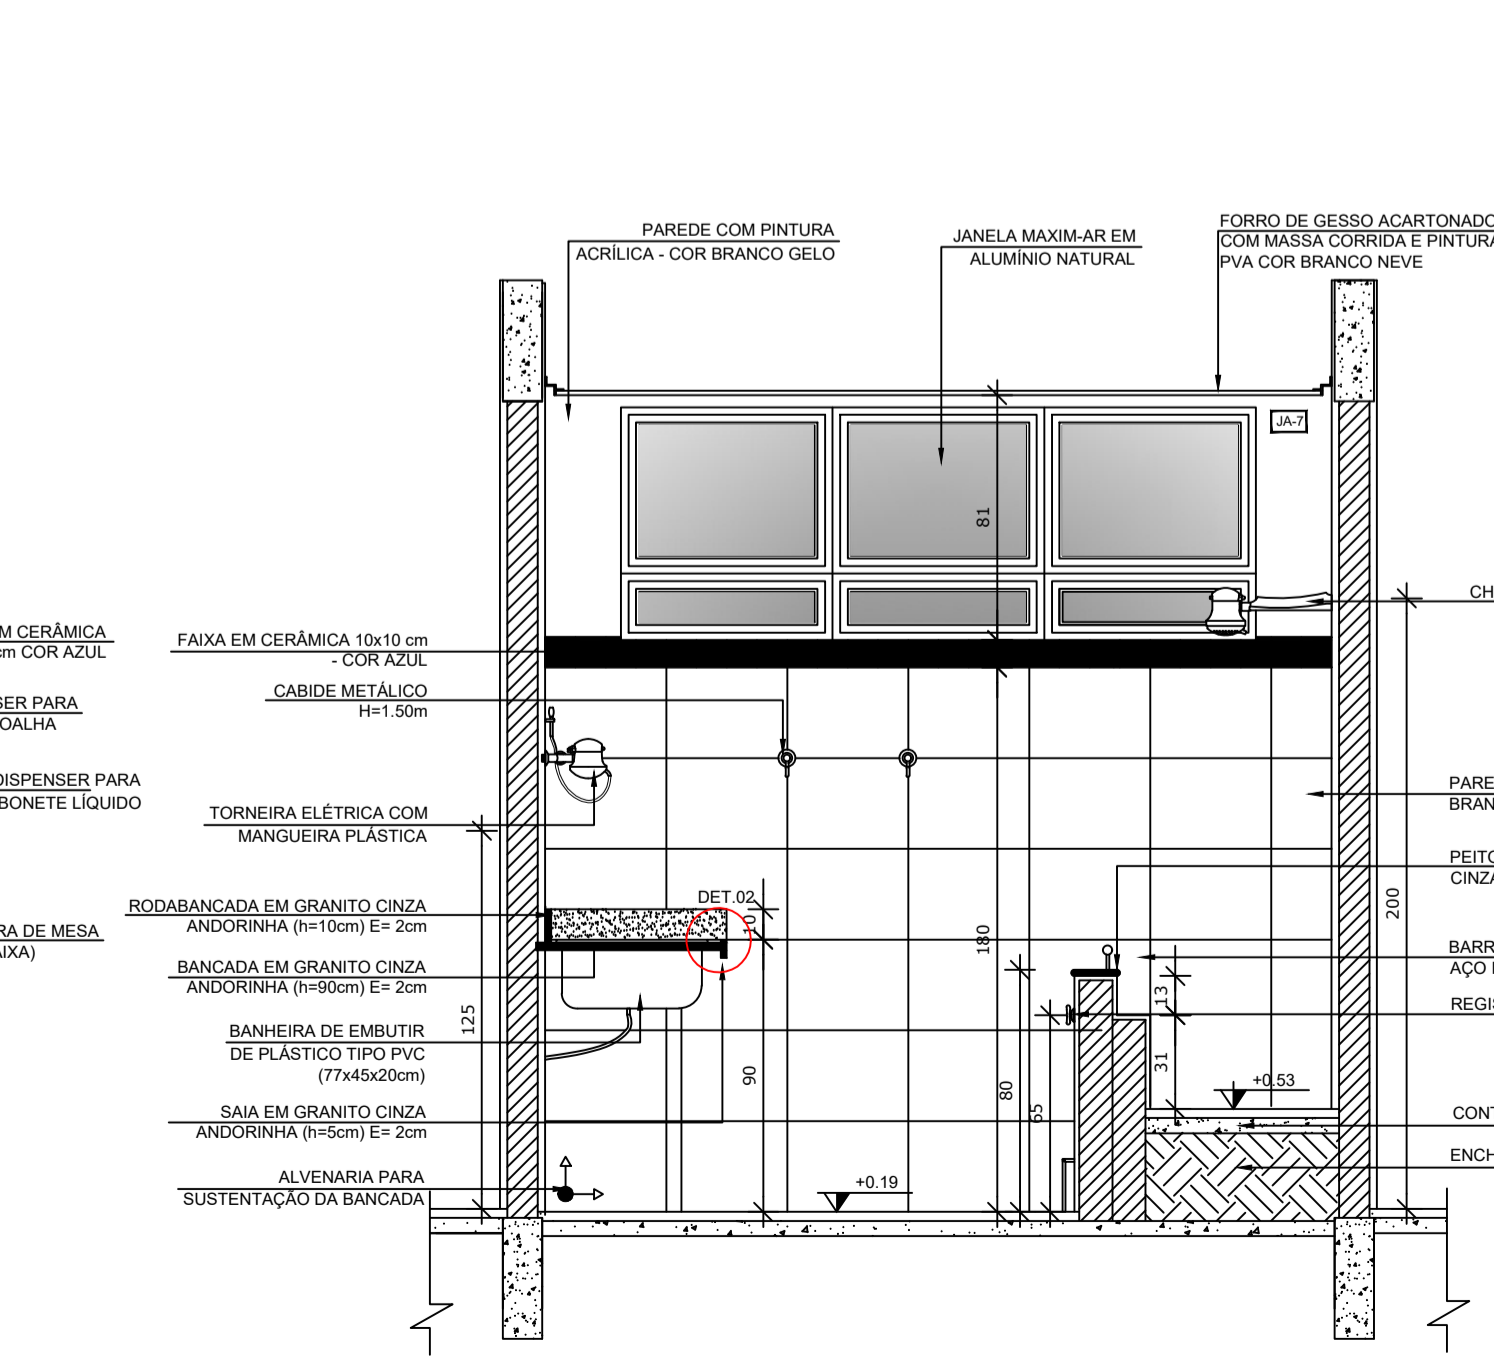 PAREDE COM PINTURA
ACRÍLICA - COR BRANCO GELO
JANELA MAXIM-AR EM
ALUMÍNIO NATURAL
FORRO DE GESSO ACARTONADO
COM MASSA CORRIDA E PINTURA
PVA COR BRANCO NEVE
JA-7
81
CH
M CERÂMICA
cm COR AZUL
FAIXA EM CERÂMICA 10x10 cm
- COR AZUL
SER PARA
OALHA
CABIDE METÁLICO
H=1.50m
DISPENSER PARA
BONETE LÍQUIDO
TORNEIRA ELÉTRICA COM
MANGUEIRA PLÁSTICA
PARE
BRAN
PEITO
CINZA
RA DE MESA
AIXA)
RODABANCADA EM GRANITO CINZA
ANDORINHA (h=10cm) E= 2cm
DET.02
10
180
200
BANCADA EM GRANITO CINZA
ANDORINHA (h=90cm) E= 2cm
BARR
AÇO
125
13
REGIS
BANHEIRA DE EMBUTIR
DE PLÁSTICO TIPO PVC
(77x45x20cm)
90
80
65
31
+0.53
SAIA EM GRANITO CINZA
ANDORINHA (h=5cm) E= 2cm
CONT
ENCH
ALVENARIA PARA
SUSTENTAÇÃO DA BANCADA
+0.19